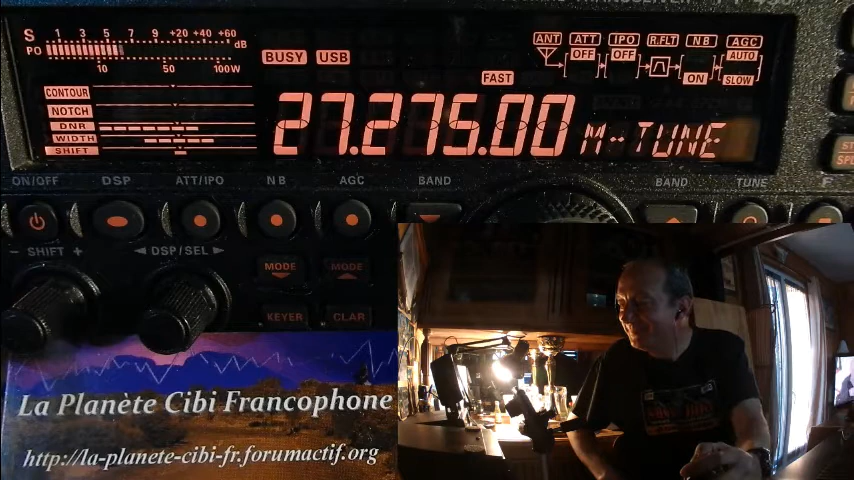 S 1 3 5 7 9 +20 +40 +60 dB
PO 10 50 100W
BUSY USB
ANT ATT IPO R.FLT NB AGC
OFF OFF AUTO
ON SLOW
FAST
CONTOUR
NOTCH
DNR
WIDTH
SHIFT
27.275.00 M-TUNE
ON/OFF DSP ATT/IPO NB AGC BAND BAND TUNE
- SHIFT + DSP/SEL
MODE MODE
KEYER CLAR
La Planète Cibi Francophone
http://la-planete-cibi-fr.forumactif.org